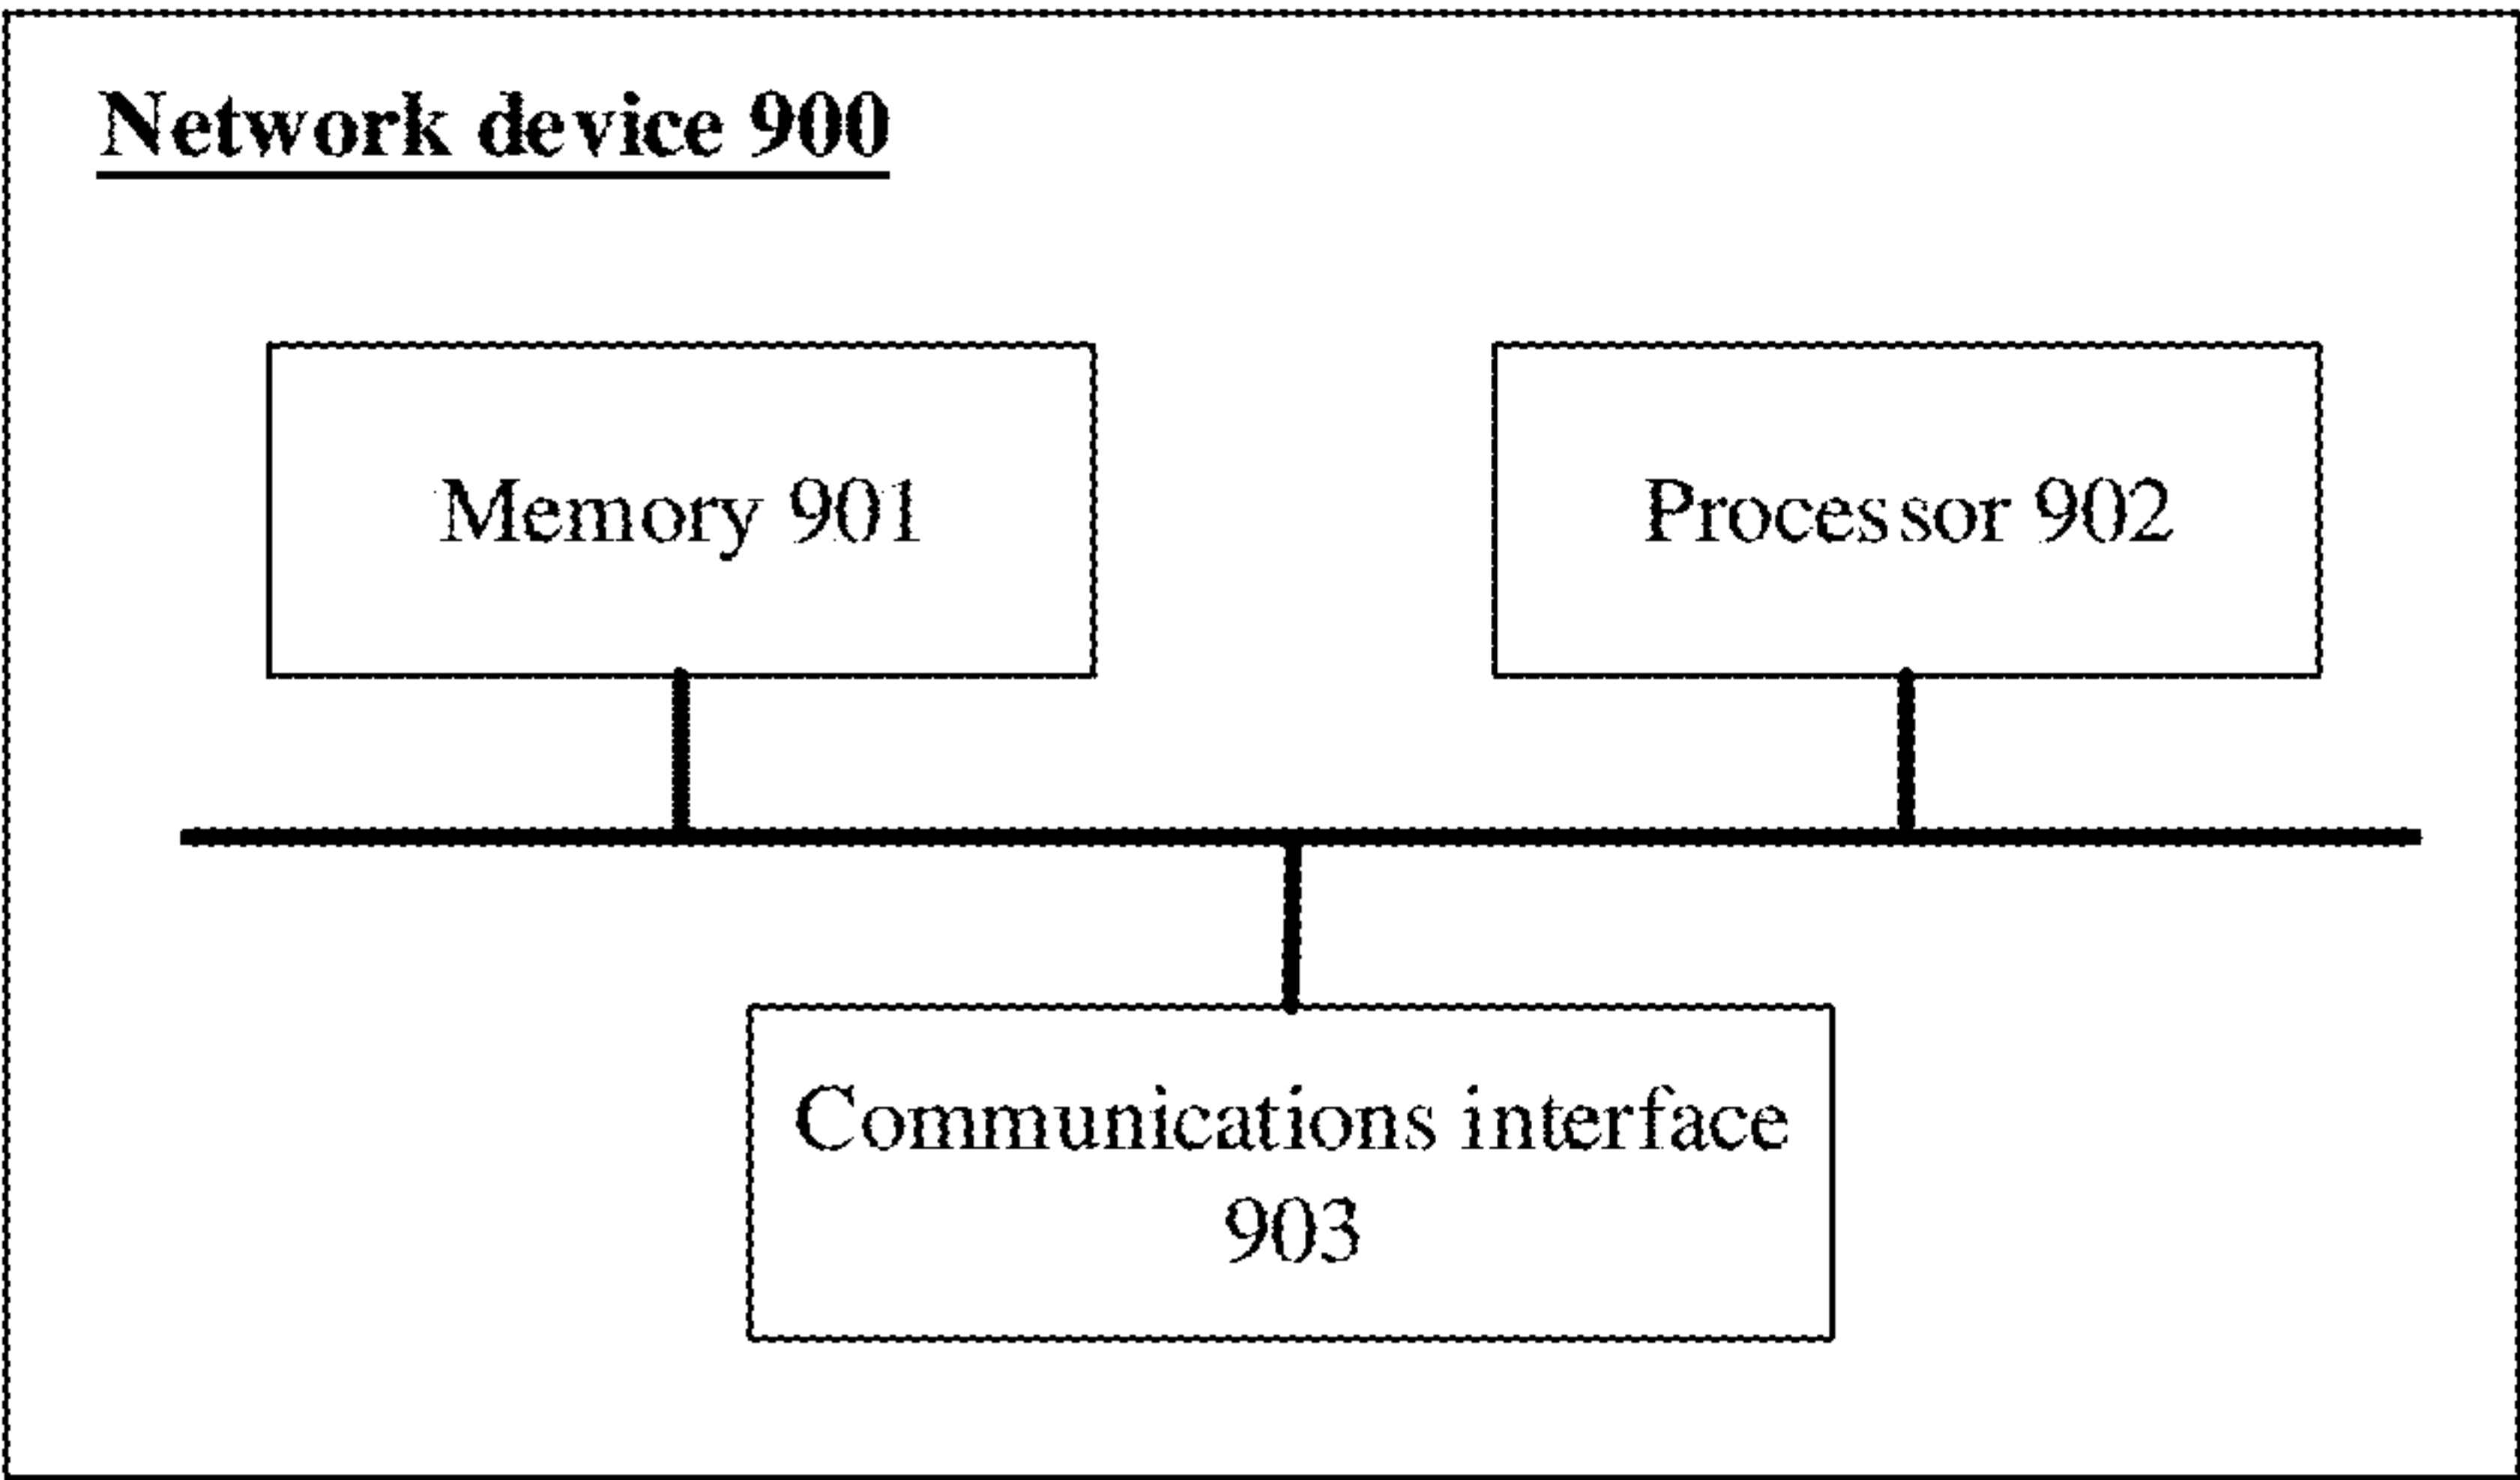 Network device 900
Memory 901
Processor 902
Communications interface
903